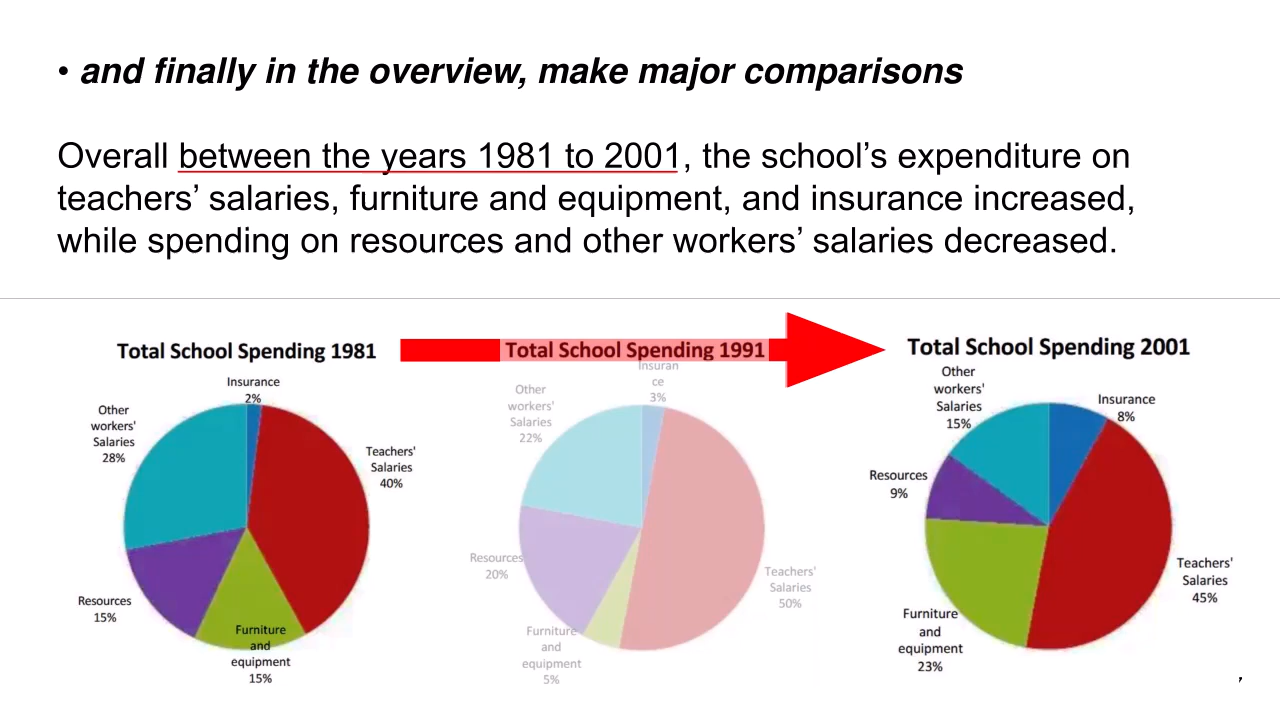 • and finally in the overview, make major comparisons
Overall between the years 1981 to 2001, the school’s expenditure on
teachers’ salaries, furniture and equipment, and insurance increased,
while spending on resources and other workers’ salaries decreased.
Total School Spending 1981
Insurance
2%
Other
workers'
Salaries
28%
Teachers'
Salaries
40%
Resources
15%
Furniture
and
equipment
15%
Total School Spending 1991
Insuran
ce
3%
Other
workers'
Salaries
22%
Resources
20%
Teachers'
Salaries
50%
Furniture
and
equipment
5%
Total School Spending 2001
Other
workers'
Salaries
15%
Insurance
8%
Resources
9%
Teachers'
Salaries
45%
Furniture
and
equipment
23%